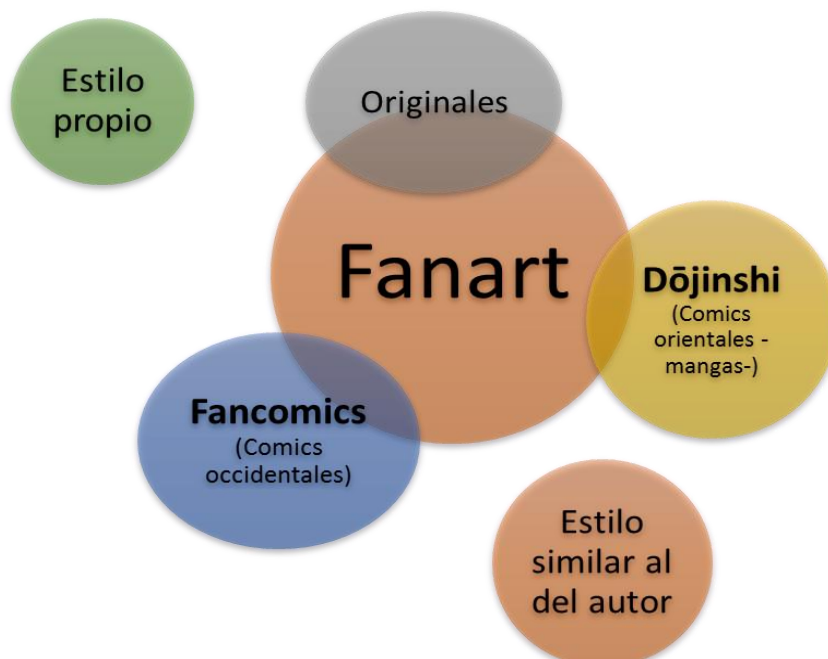 Estilo
propio
Originales
Fanart
Dōjinshi
(Comics
orientales -
mangas-)
Fancomics
(Comics
occidentales)
Estilo
similar al
del autor